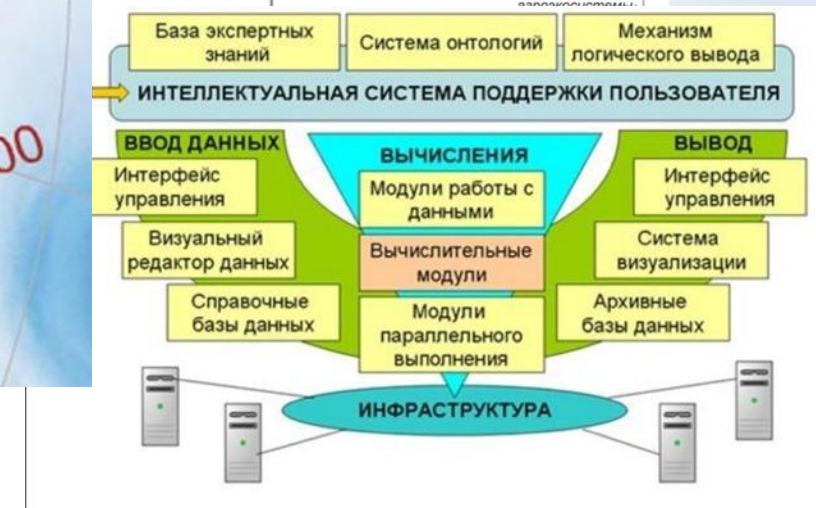 агроэкосистемы;
База экспертных
знаний
Система онтологий
Механизм
логического вывода
ИНТЕЛЛЕКТУАЛЬНАЯ СИСТЕМА ПОДДЕРЖКИ ПОЛЬЗОВАТЕЛЯ
00
ВВОД ДАННЫХ
Интерфейс
управления
Визуальный
редактор данных
Справочные
базы данных
ВЫЧИСЛЕНИЯ
Модули работы с
данными
Вычислительные
модули
Модули
параллельного
выполнения
ВЫВОД
Интерфейс
управления
Система
визуализации
Архивные
базы данных
ИНФРАСТРУКТУРА